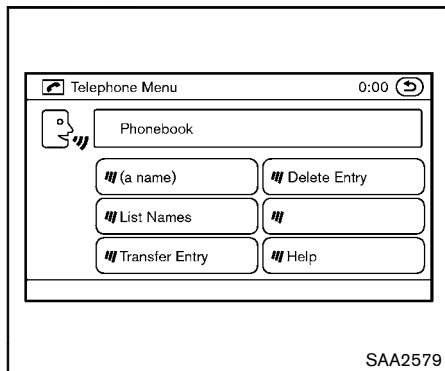 Telephone Menu 0:00
Phonebook
(a name) Delete Entry
List Names
Transfer Entry Help
SAA2579